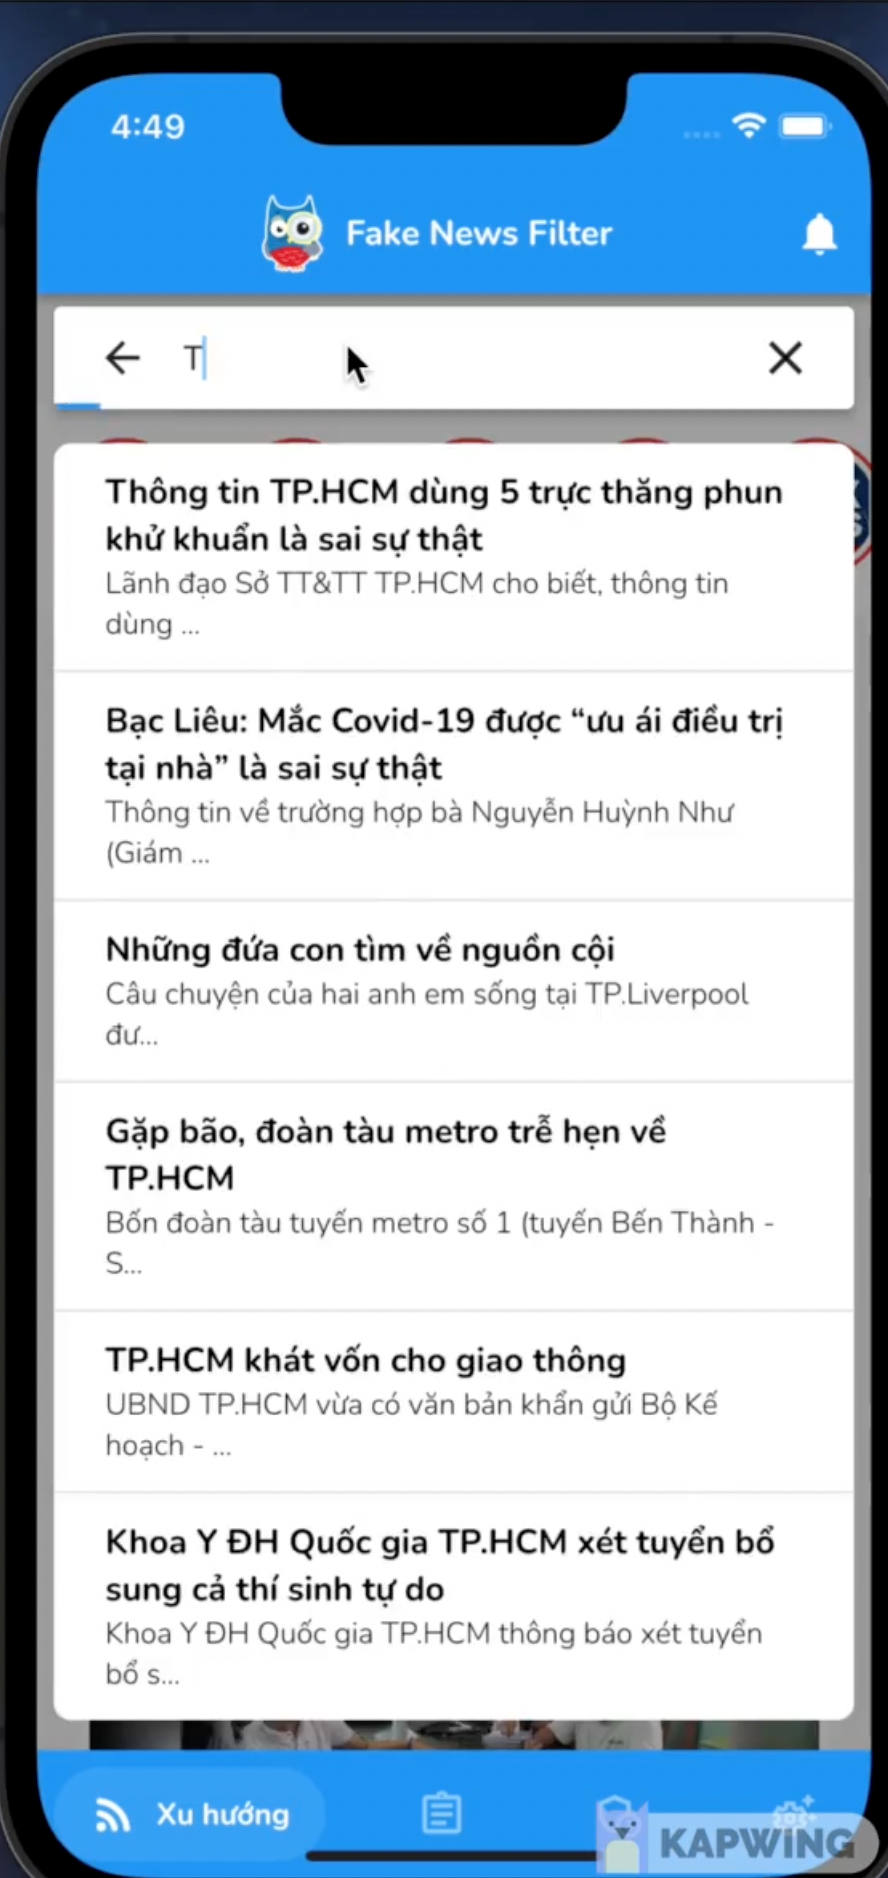 4:49
Fake News Filter
T
Thông tin TP.HCM dùng 5 trực thăng phun
khử khuẩn là sai sự thật
Lãnh đạo Sở TT&TT TP.HCM cho biết, thông tin
dùng ...
Bạc Liêu: Mắc Covid-19 được “ưu ái điều trị
tại nhà” là sai sự thật
Thông tin về trường hợp bà Nguyễn Huỳnh Như
(Giám ...
Những đứa con tìm về nguồn cội
Câu chuyện của hai anh em sống tại TP.Liverpool
đư...
Gặp bão, đoàn tàu metro trễ hẹn về
TP.HCM
Bốn đoàn tàu tuyến metro số 1 (tuyến Bến Thành -
S...
TP.HCM khát vốn cho giao thông
UBND TP.HCM vừa có văn bản khẩn gửi Bộ Kế
hoạch - ...
Khoa Y ĐH Quốc gia TP.HCM xét tuyển bổ
sung cả thí sinh tự do
Khoa Y ĐH Quốc gia TP.HCM thông báo xét tuyển
bổ s...
Xu hướng
KAPWING